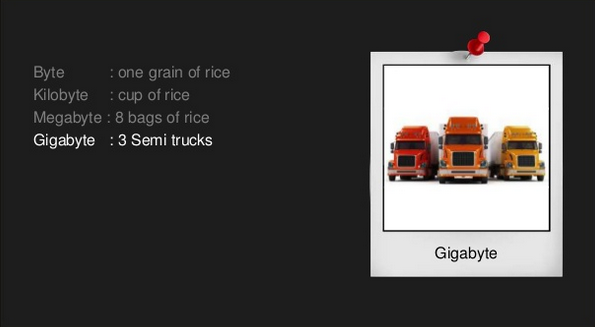 Byte : one grain of rice
Kilobyte : cup of rice
Megabyte : 8 bags of rice
Gigabyte : 3 Semi trucks
Gigabyte